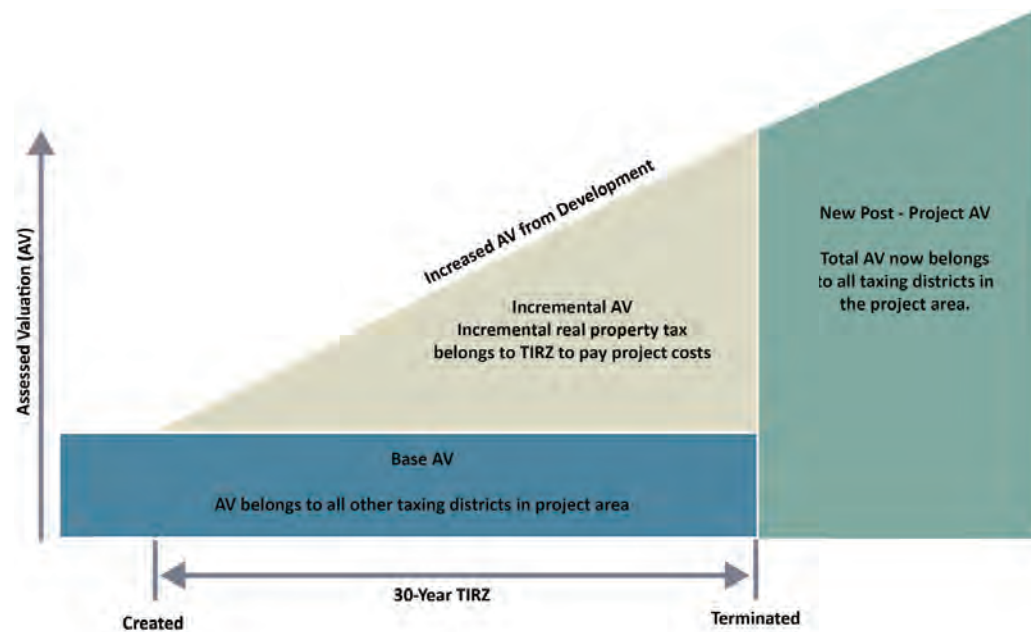 Assessed Valuation (AV)
Increased AV from Development
New Post - Project AV
Total AV now belongs
to all taxing districts in
the project area.
Incremental AV
Incremental real property tax
belongs to TIRZ to pay project costs
Base AV
AV belongs to all other taxing districts in project area
30-Year TIRZ
Created
Terminated